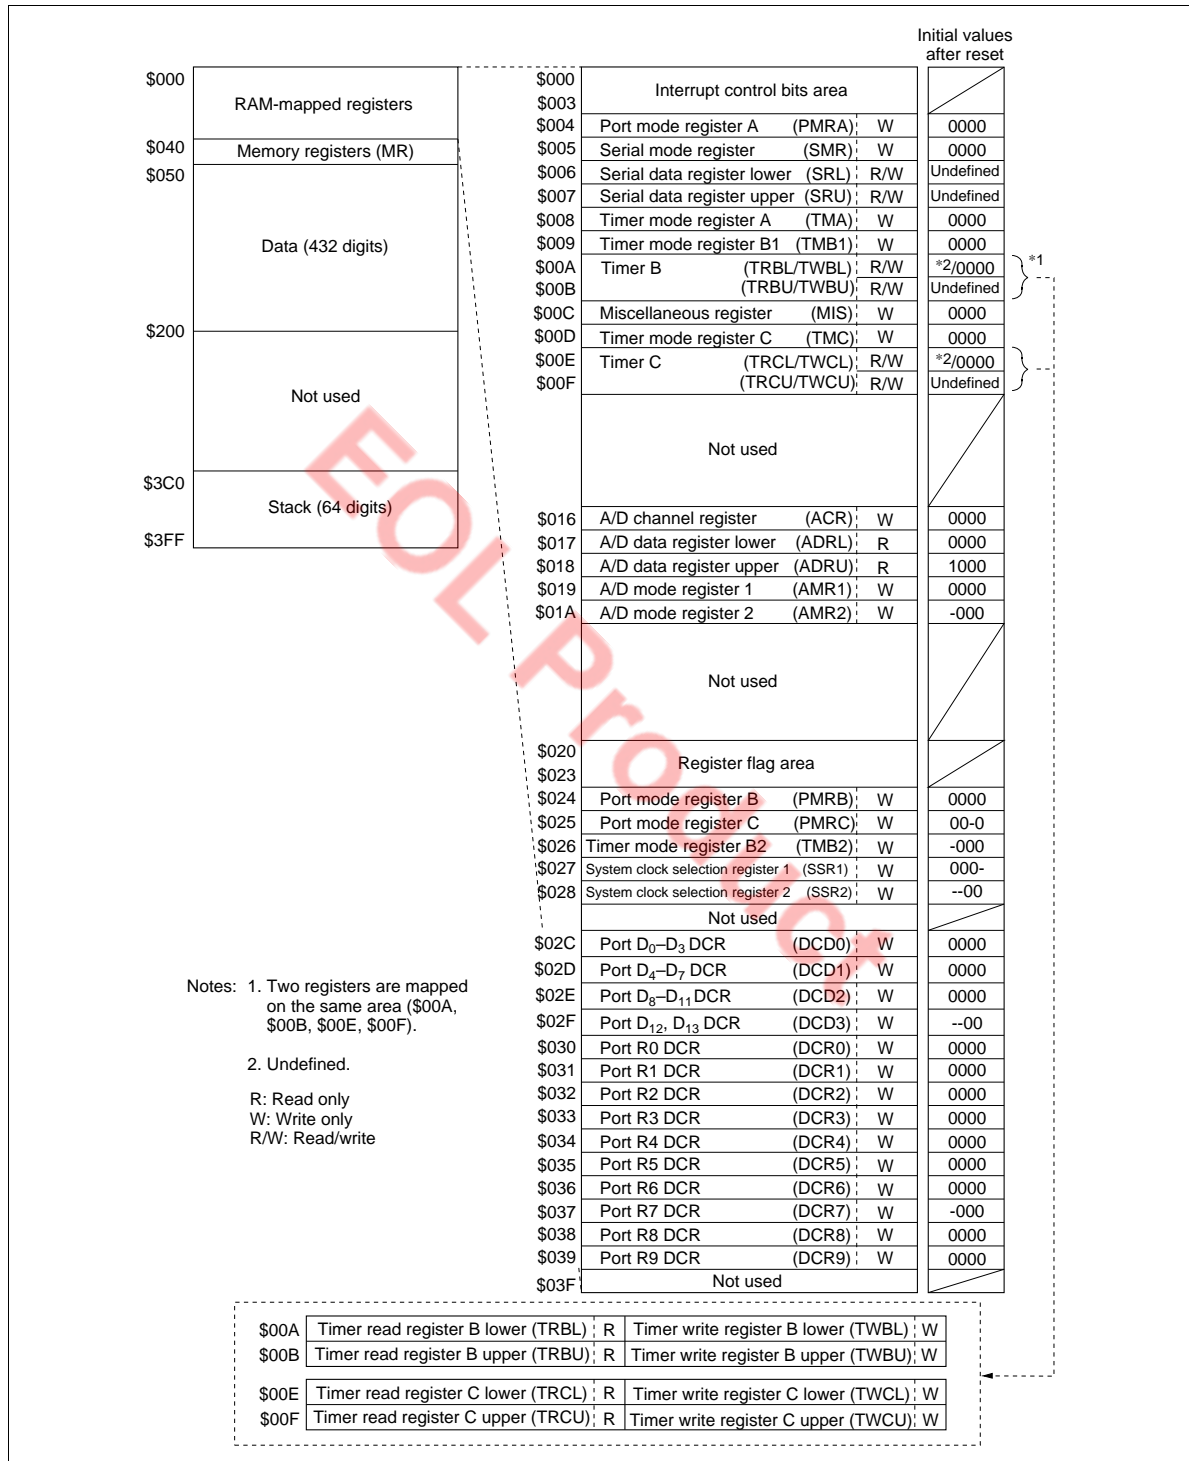 Initial values
after reset
$000
RAM-mapped registers
$040
Memory registers (MR)
$050
Data (432 digits)
$200
Not used
$3C0
Stack (64 digits)
$3FF
$000
$003
Interrupt control bits area
$004 Port mode register A (PMRA) W 0000
$005 Serial mode register (SMR) W 0000
$006 Serial data register lower (SRL) R/W Undefined
$007 Serial data register upper (SRU) R/W Undefined
$008 Timer mode register A (TMA) W 0000
$009 Timer mode register B1 (TMB1) W 0000
$00A Timer B (TRBL/TWBL) R/W *2/0000 *1
$00B (TRBU/TWBU) R/W Undefined
$00C Miscellaneous register (MIS) W 0000
$00D Timer mode register C (TMC) W 0000
$00E Timer C (TRCL/TWCL) R/W *2/0000
$00F (TRCU/TWCU) R/W Undefined
Not used
$016 A/D channel register (ACR) W 0000
$017 A/D data register lower (ADRL) R 0000
$018 A/D data register upper (ADRU) R 1000
$019 A/D mode register 1 (AMR1) W 0000
$01A A/D mode register 2 (AMR2) W -000
Not used
$020
$023
Register flag area
$024 Port mode register B (PMRB) W 0000
$025 Port mode register C (PMRC) W 00-0
$026 Timer mode register B2 (TMB2) W -000
$027 System clock selection register 1 (SSR1) W 000-
$028 System clock selection register 2 (SSR2) W --00
Not used
$02C Port D0–D3 DCR (DCD0) W 0000
$02D Port D4–D7 DCR (DCD1) W 0000
$02E Port D8–D11 DCR (DCD2) W 0000
$02F Port D12, D13 DCR (DCD3) W --00
$030 Port R0 DCR (DCR0) W 0000
$031 Port R1 DCR (DCR1) W 0000
$032 Port R2 DCR (DCR2) W 0000
$033 Port R3 DCR (DCR3) W 0000
$034 Port R4 DCR (DCR4) W 0000
$035 Port R5 DCR (DCR5) W 0000
$036 Port R6 DCR (DCR6) W 0000
$037 Port R7 DCR (DCR7) W -000
$038 Port R8 DCR (DCR8) W 0000
$039 Port R9 DCR (DCR9) W 0000
$03F Not used
Notes: 1. Two registers are mapped
on the same area ($00A,
$00B, $00E, $00F).
2. Undefined.
R: Read only
W: Write only
R/W: Read/write
$00A Timer read register B lower (TRBL) R Timer write register B lower (TWBL) W
$00B Timer read register B upper (TRBU) R Timer write register B upper (TWBU) W
$00E Timer read register C lower (TRCL) R Timer write register C lower (TWCL) W
$00F Timer read register C upper (TRCU) R Timer write register C upper (TWCU) W
EOL Product